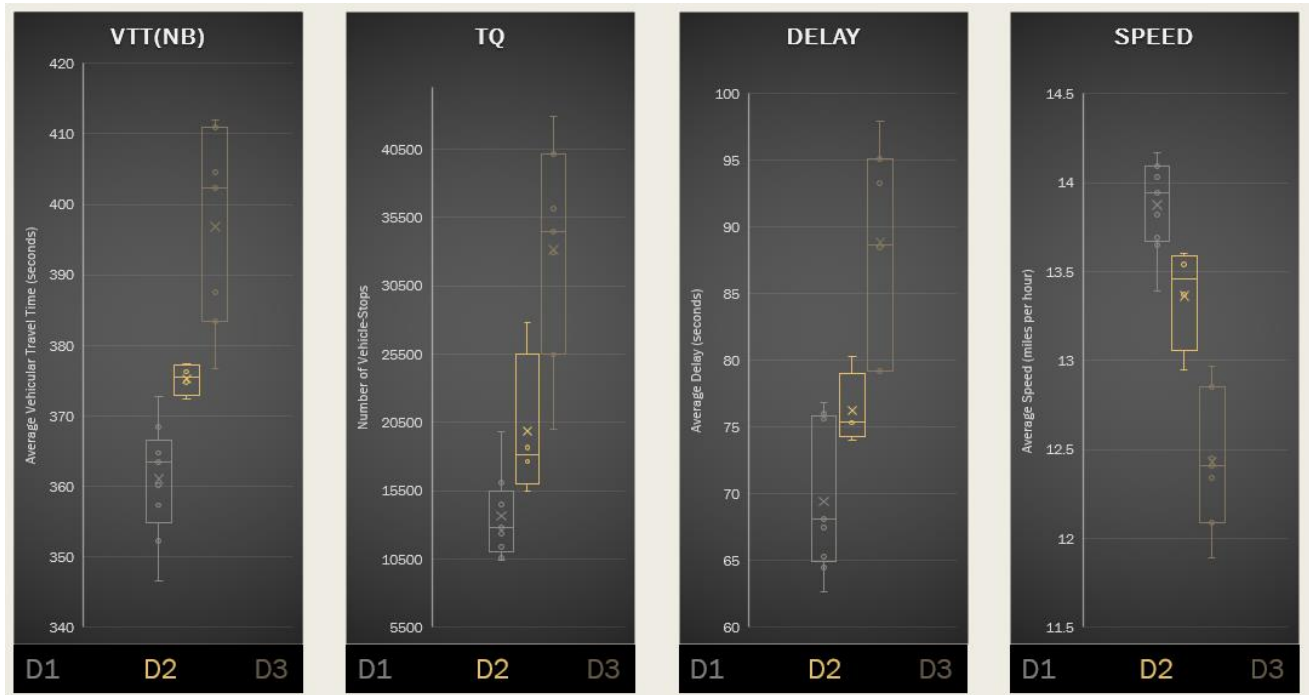 VTT(NB)
Average Vehicular Travel Time (seconds)
420
410
400
390
380
370
360
350
340
D1 D2 D3
TQ
Number of Vehicle-Stops
40500
35500
30500
25500
20500
15500
10500
5500
D1 D2 D3
DELAY
Average Delay (seconds)
100
95
90
85
80
75
70
65
60
D1 D2 D3
SPEED
Average Speed (miles per hour)
14.5
14
13.5
13
12.5
12
11.5
D1 D2 D3